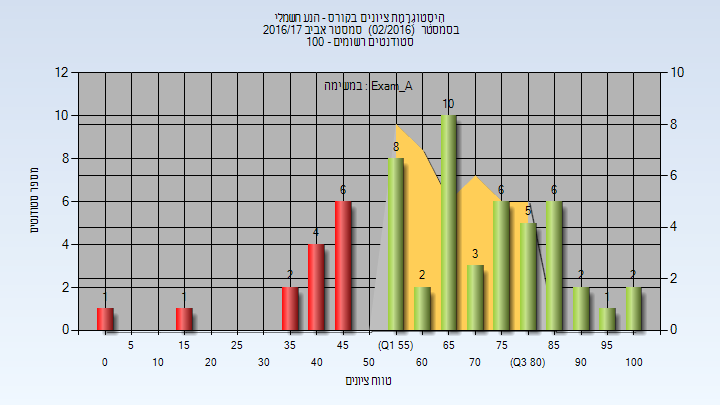 היסטוגרמת ציונים בקורס - הנע חשמלי
בסמסטר (02/2016) סמסטר אביב 2016/17
סטודנטים רשומים - 100
במשימה : Exam_A
מספר סטודנטים
12 10 8 6 4 2 0
10 8 6 4 2 0
1 1 2 4 6 8 2 10 3 6 5 6 2 1 2
5 15 25 35 45 (Q1 55) 65 75 85 95
0 10 20 30 40 50 60 70 (Q3 80) 90 100
טווח ציונים